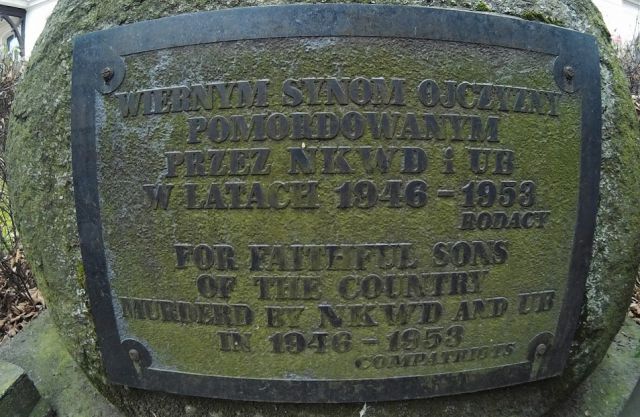 WIERNYM SYNOM OJCZYZNY
POMORDOWANYM
PRZEZ NKWD i UB
W LATACH 1946-1953
RODACY
FOR FAITHFUL SONS
OF THE COUNTRY
MURDERD BY NKWD AND UB
IN 1946-1953
COMPATRIOTS